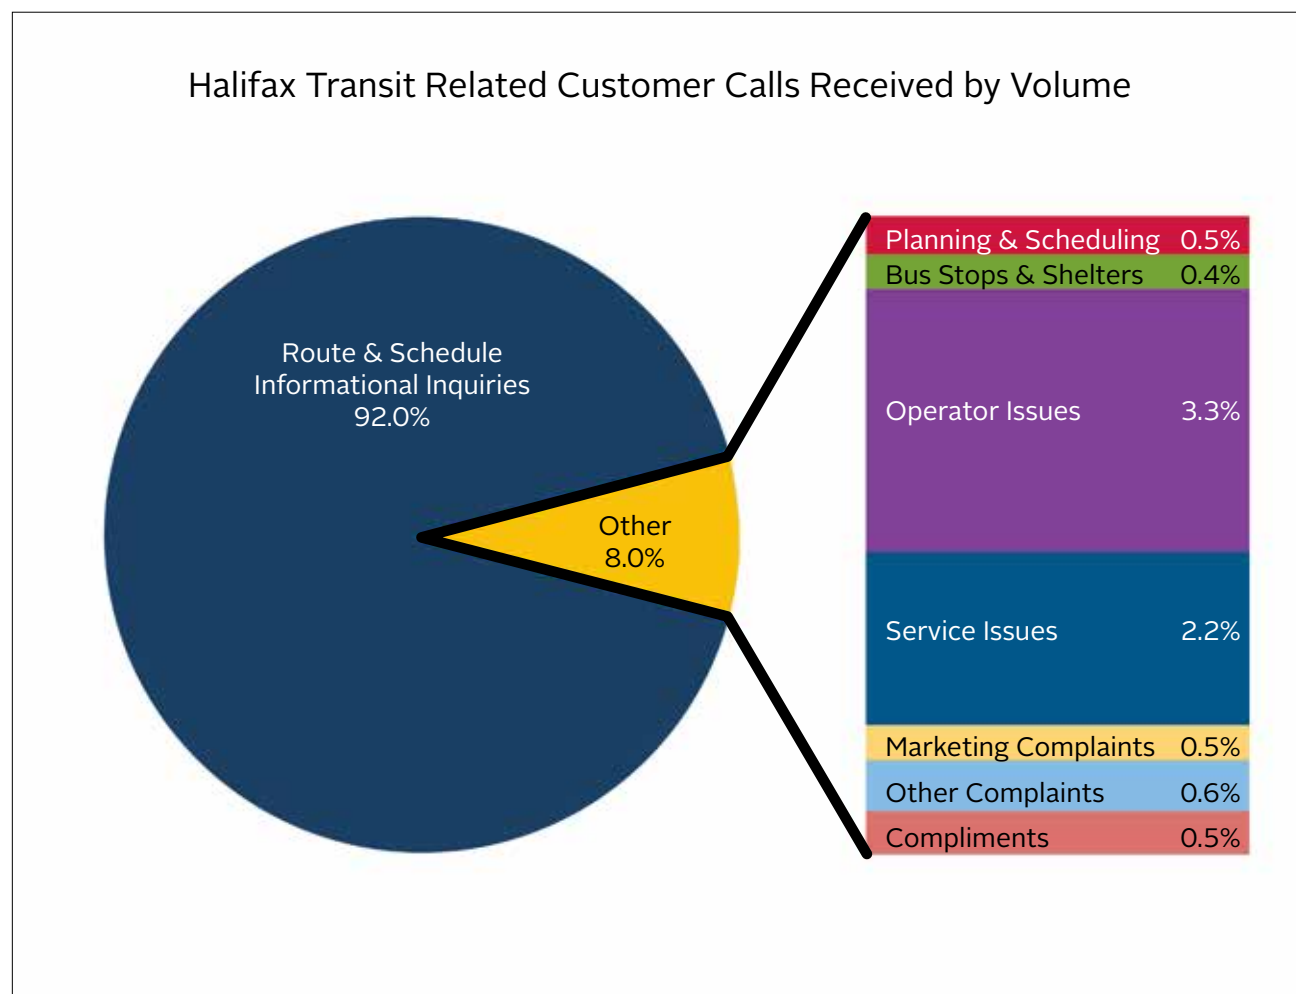 Halifax Transit Related Customer Calls Received by Volume
Route & Schedule
Informational Inquiries
92.0%
Other
8.0%
Planning & Scheduling 0.5%
Bus Stops & Shelters 0.4%
Operator Issues 3.3%
Service Issues 2.2%
Marketing Complaints 0.5%
Other Complaints 0.6%
Compliments 0.5%